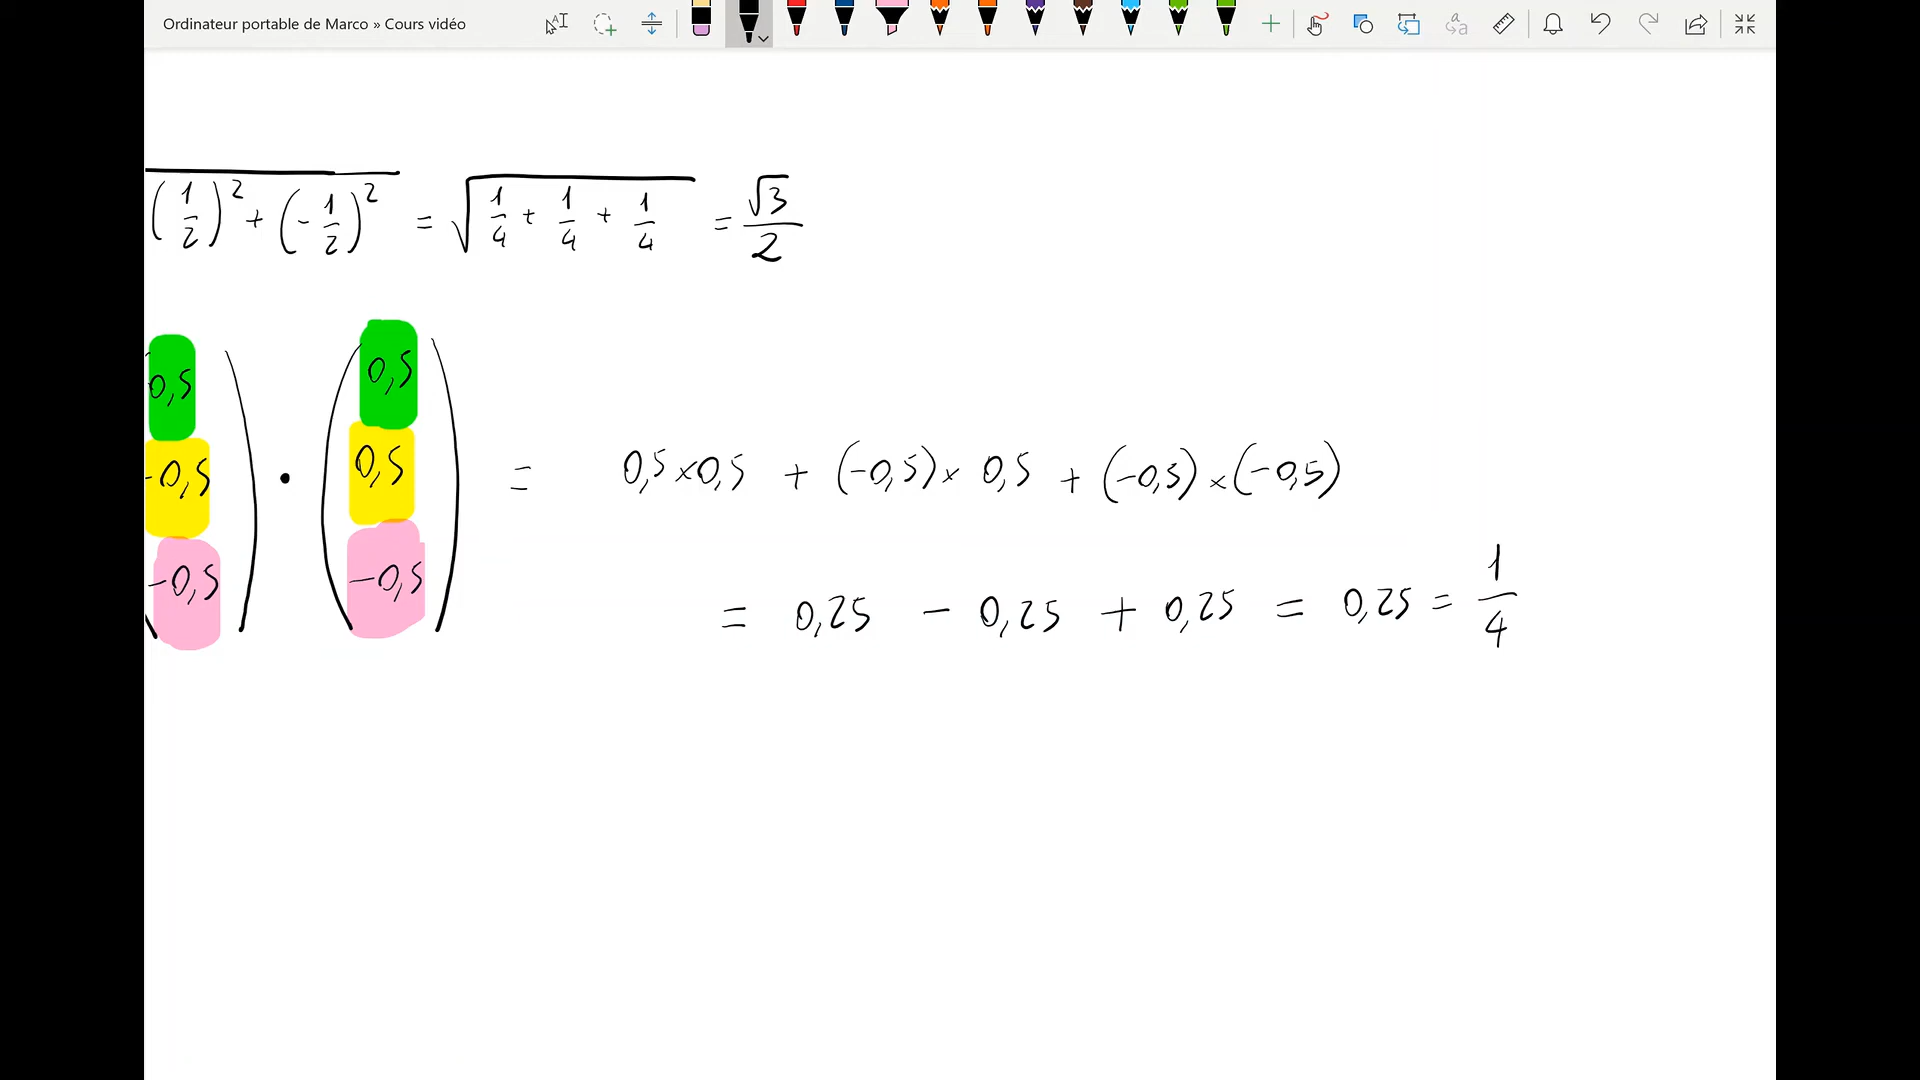 Ordinateur portable de Marco » Cours vidéo
(1/2)² + (-1/2)² = √(1/4 + 1/4 + 1/4) = √3/2
0,5 0,5
-0,5 · 0,5 = 0,5×0,5 + (-0,5)× 0,5 + (-0,5)×(-0,5)
-0,5 -0,5
= 0,25 - 0,25 + 0,25 = 0,25 = 1/4